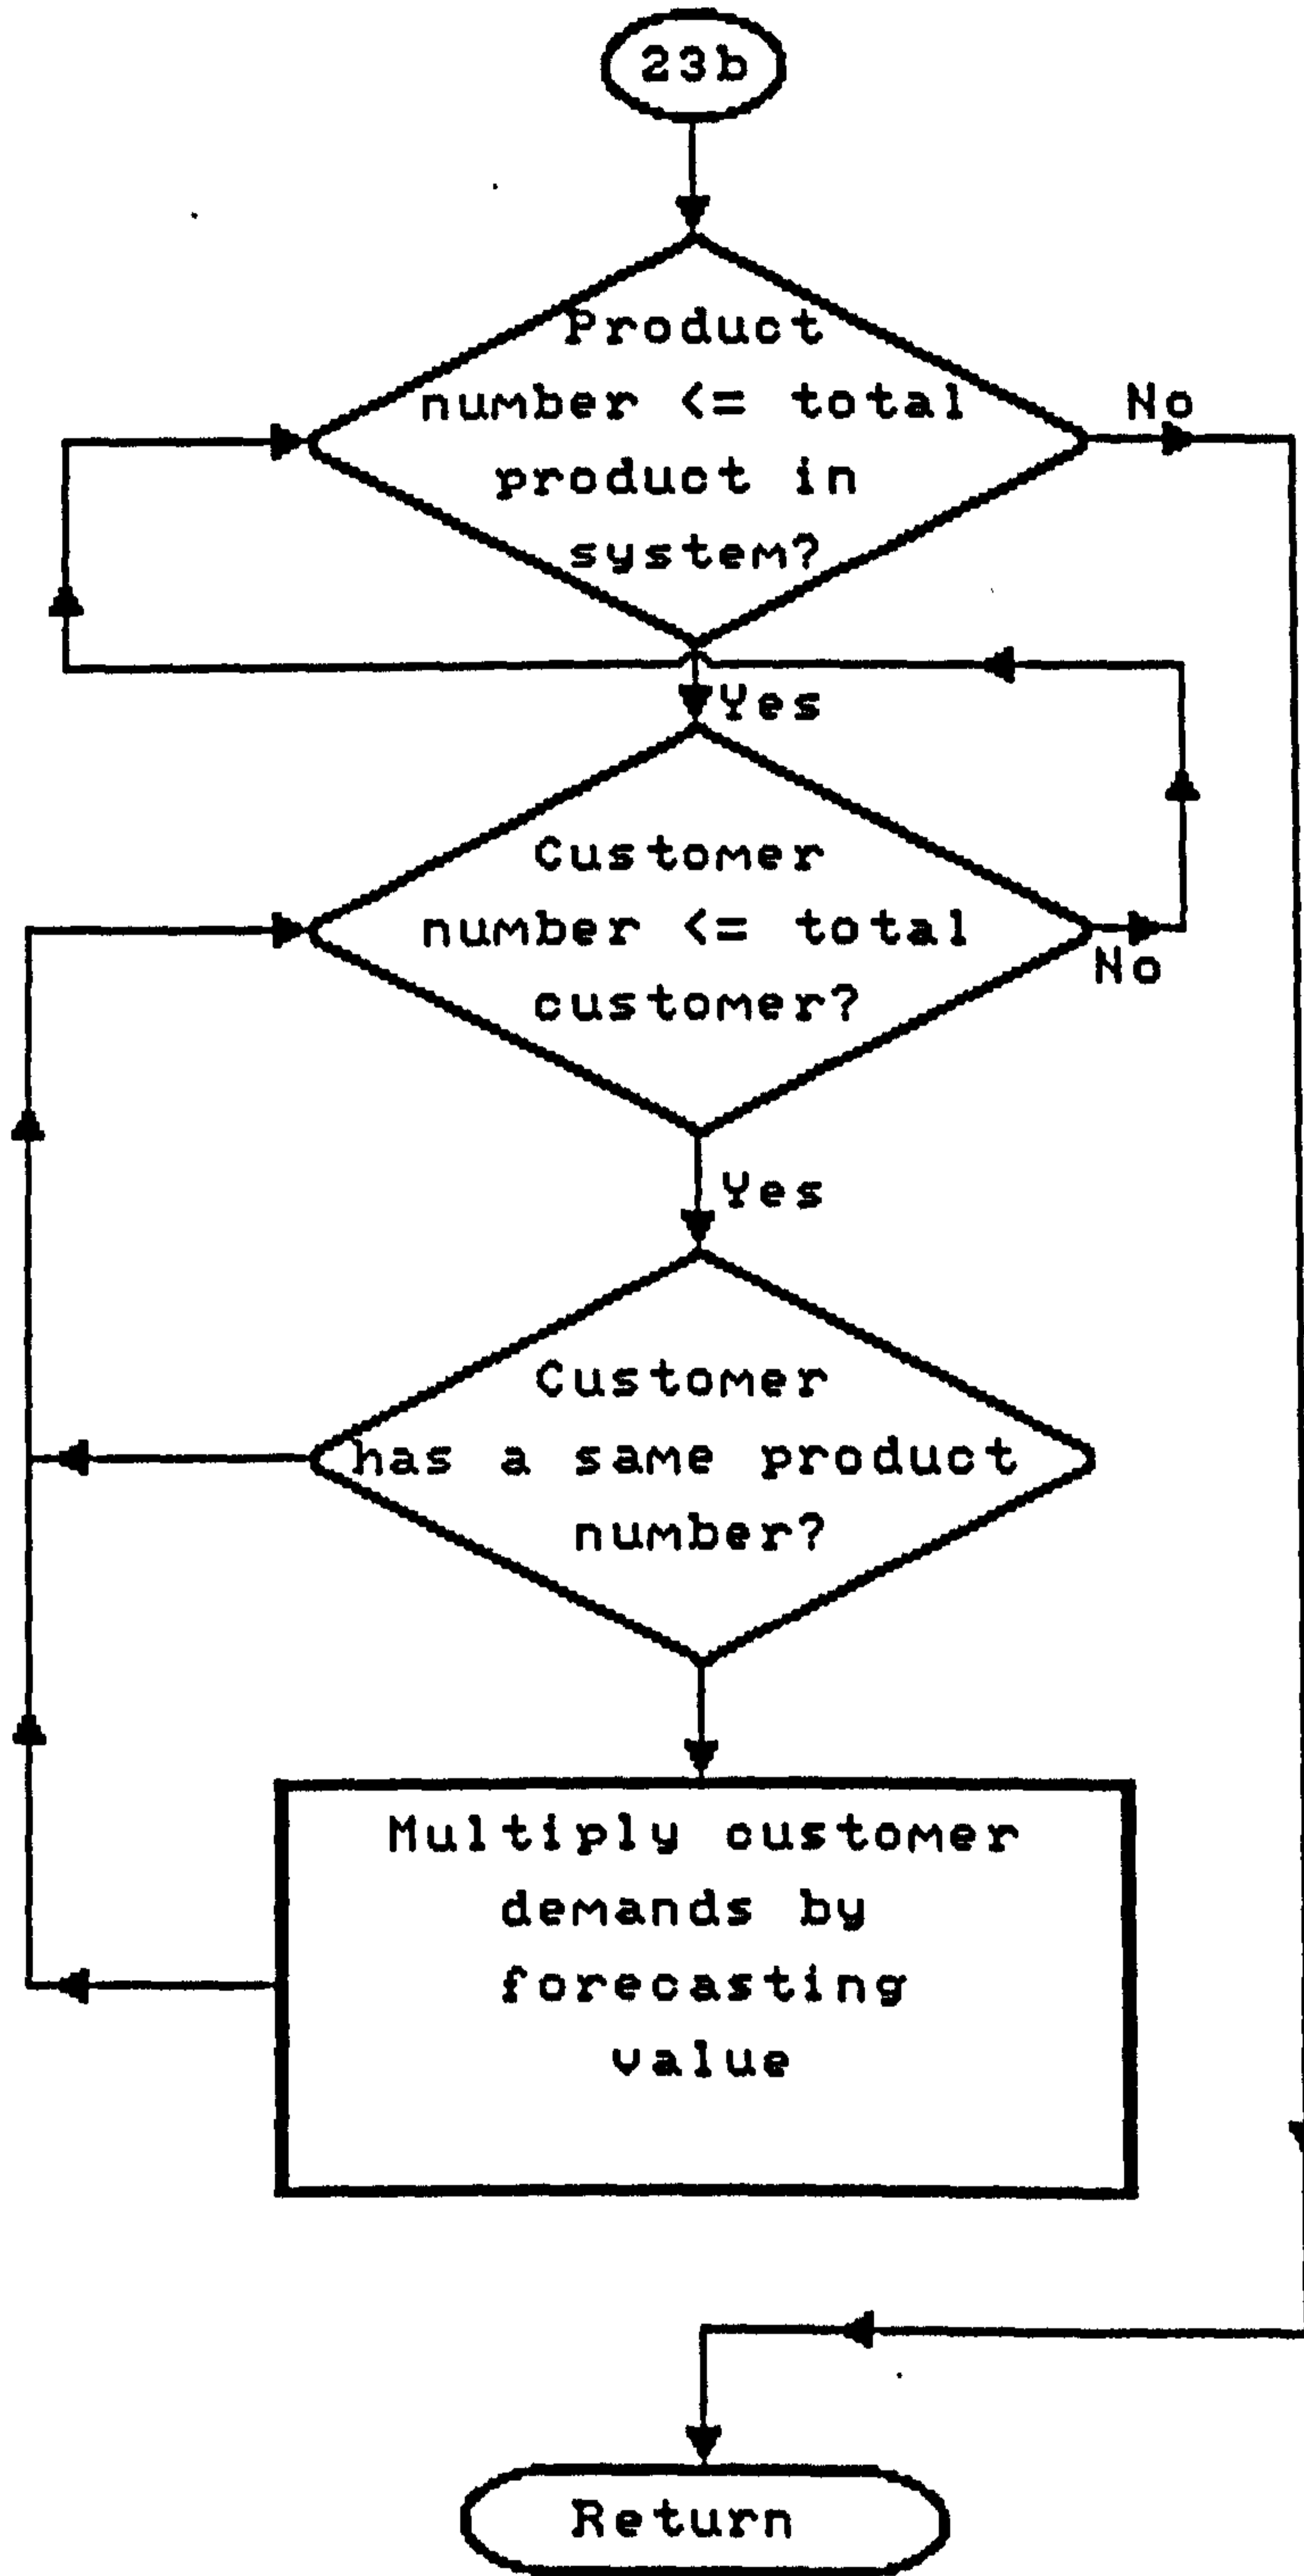 23b
Product
number <= total
product in
system?
No
Yes
Customer
number <= total
customer?
No
Yes
Customer
has a same product
number?
Multiply customer
demands by
forecasting
value
Return